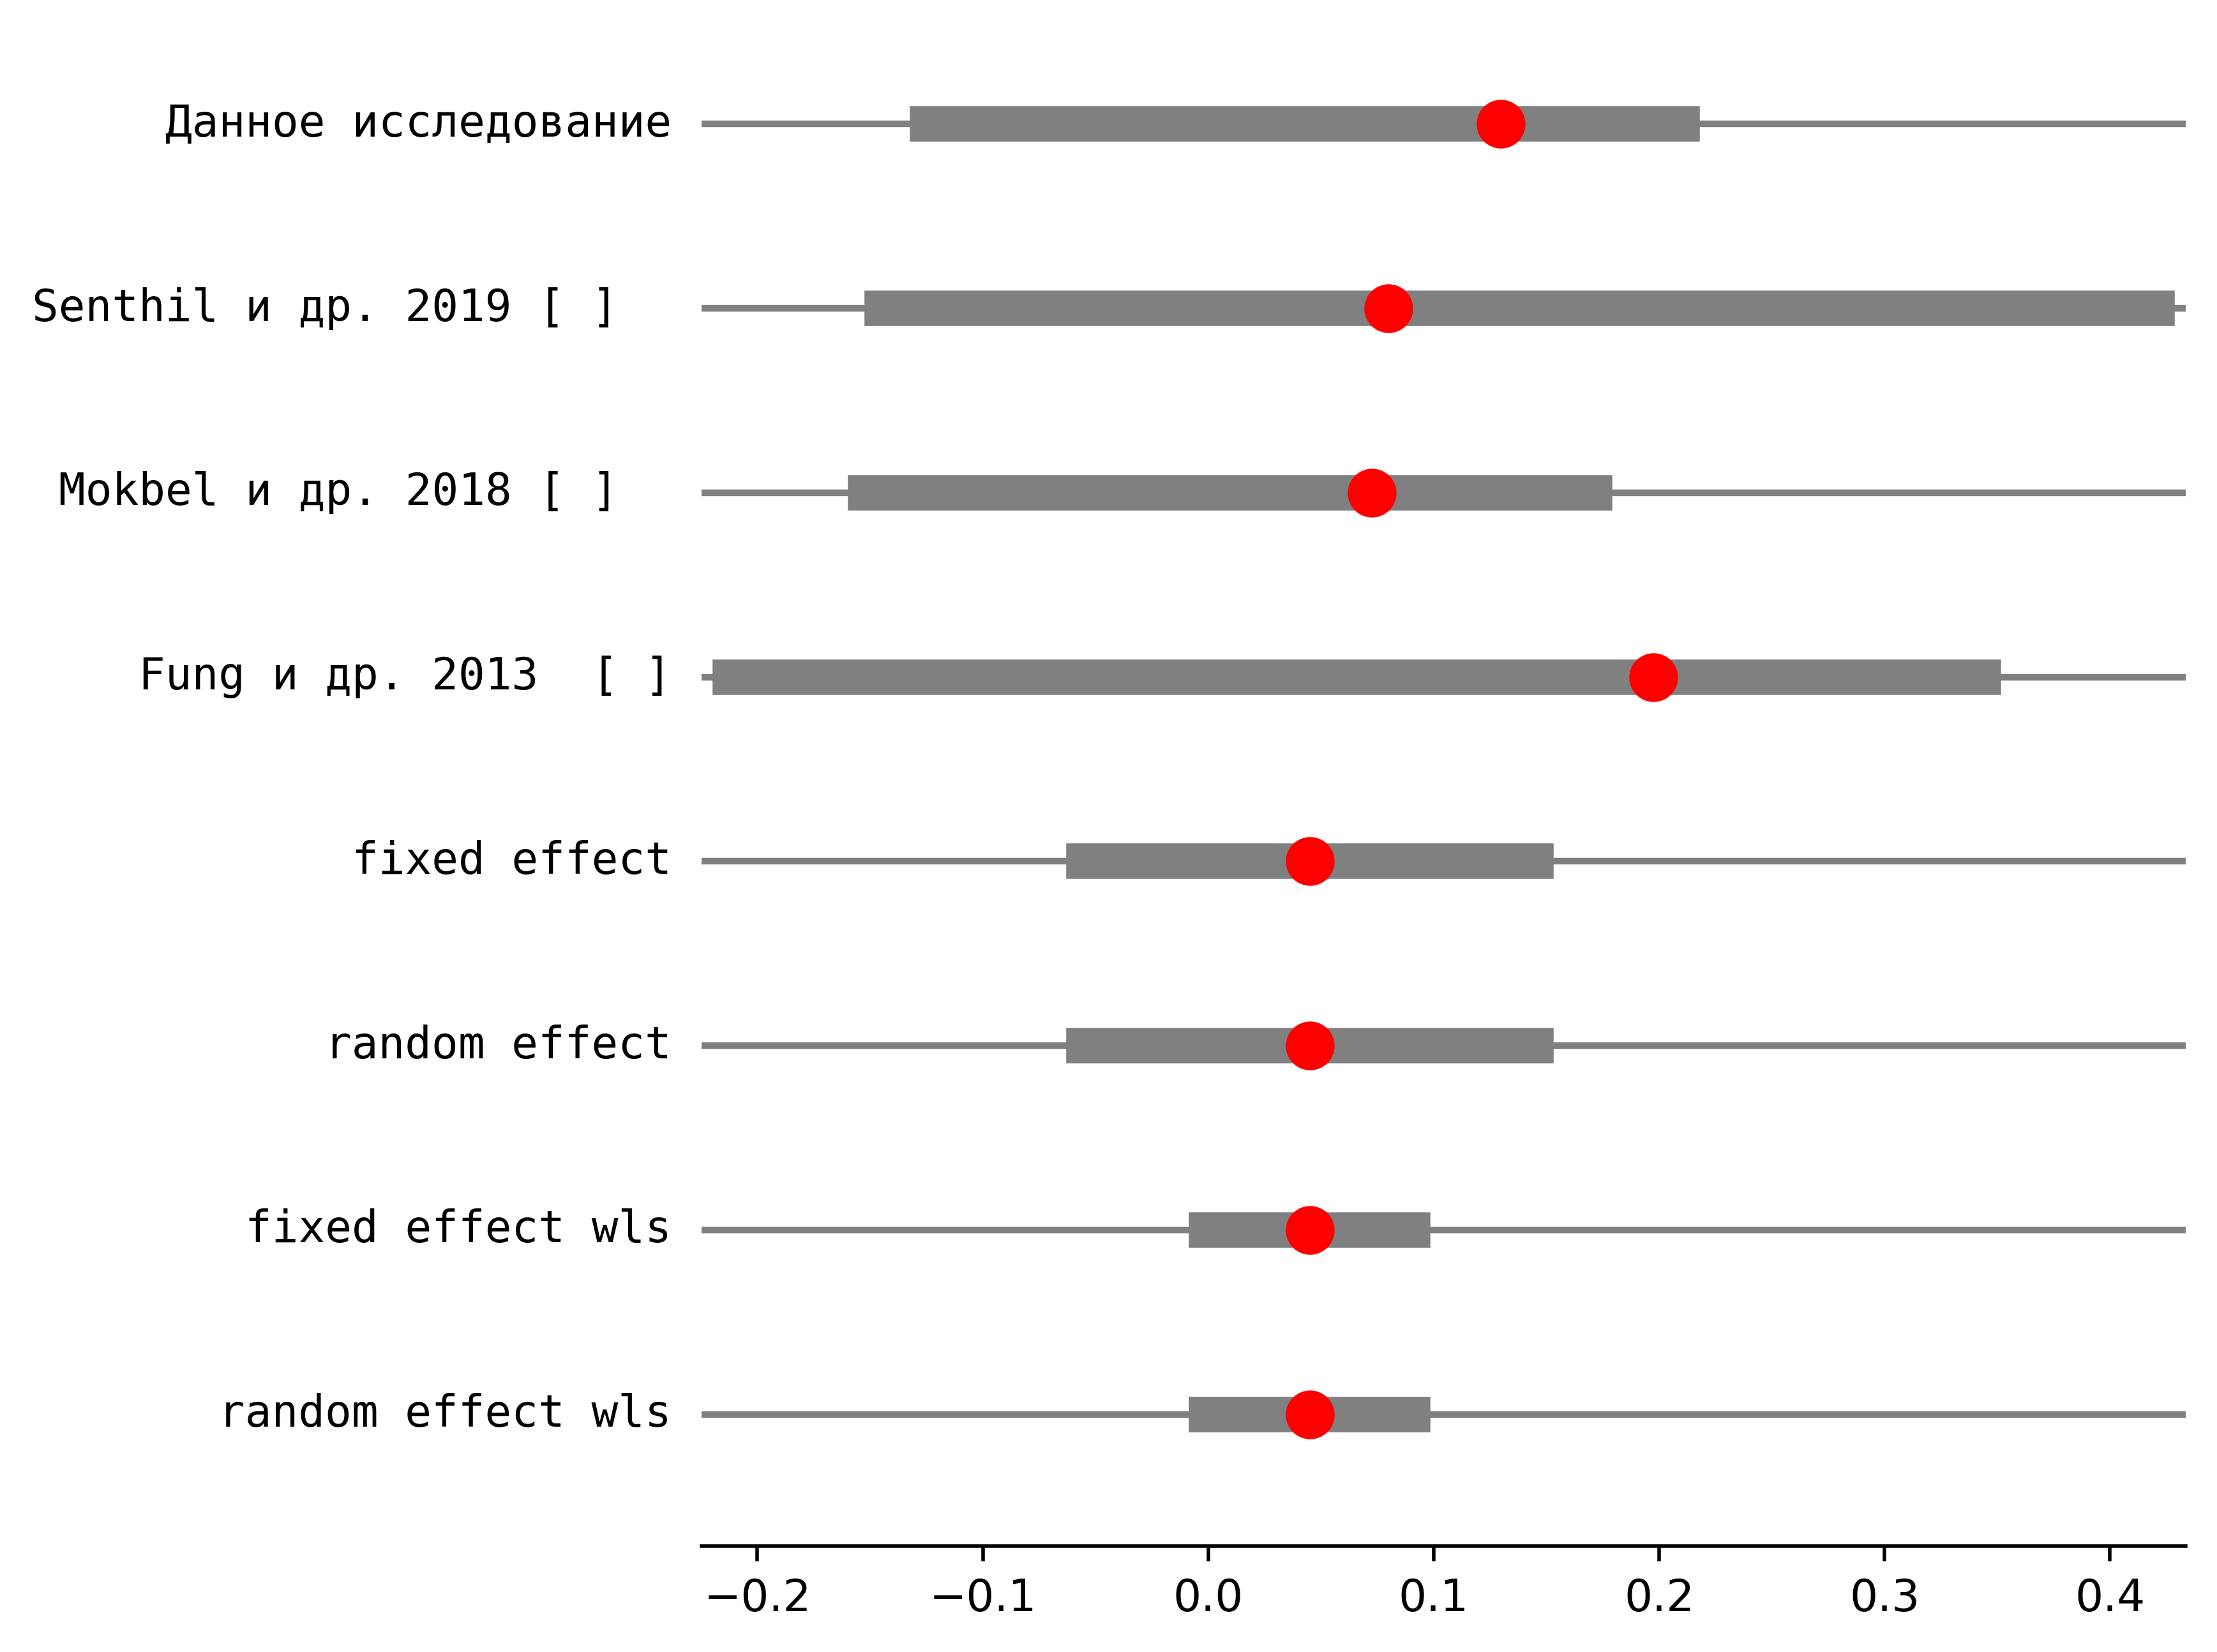 Данное исследование
Senthil и др. 2019 [ ]
Mokbel и др. 2018 [ ]
Fung и др. 2013  [ ]
fixed effect
random effect
fixed effect wls
random effect wls
−0.2 −0.1 0.0 0.1 0.2 0.3 0.4